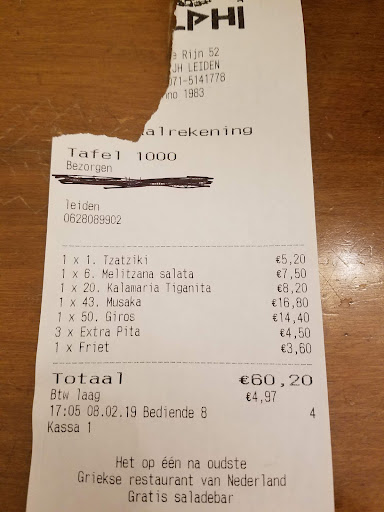 LPHI
Rijn 52
JH LEIDEN
071-5141778
1983
alrekening
Tafel 1000
Bezorgen
leiden
0628089902
1 x 1. Tzatziki €5,20
1 x 6. Melitzana salata €7,50
1 x 20. Kalamaria Tiganita €8,20
1 x 43. Musaka €16,80
1 x 50. Giros €14,40
3 x Extra Pita €4,50
1 x Friet €3,60
Totaal €60,20
Btw laag €4,97
17:05 08.02.19 Bediende 8 4
Kassa 1
Het op één na oudste
Griekse restaurant van Nederland
Gratis saladebar